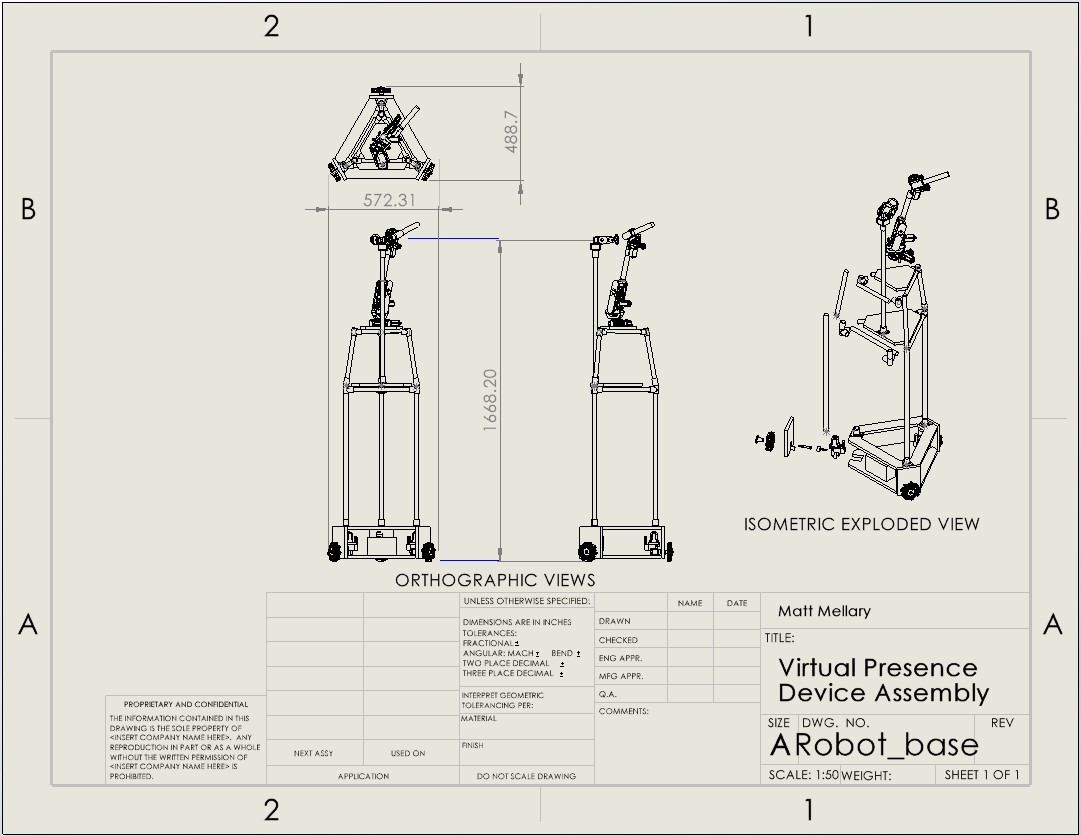 2
1
B
B
488.7
572.31
1668.20
ISOMETRIC EXPLODED VIEW
ORTHOGRAPHIC VIEWS
A
A
UNLESS OTHERWISE SPECIFIED:
DIMENSIONS ARE IN INCHES
TOLERANCES:
FRACTIONAL±
ANGULAR: MACH± BEND ±
TWO PLACE DECIMAL ±
THREE PLACE DECIMAL ±
INTERPRET GEOMETRIC
TOLERANCING PER:
MATERIAL
FINISH
DO NOT SCALE DRAWING
NAME DATE
DRAWN
CHECKED
ENG APPR.
MFG APPR.
Q.A.
COMMENTS:
Matt Mellary
TITLE:
Virtual Presence
Device Assembly
SIZE DWG. NO. REV
A Robot_base
SCALE: 1:50 WEIGHT: SHEET 1 OF 1
PROPRIETARY AND CONFIDENTIAL
THE INFORMATION CONTAINED IN THIS
DRAWING IS THE SOLE PROPERTY OF
<INSERT COMPANY NAME HERE>. ANY
REPRODUCTION IN PART OR AS A WHOLE
WITHOUT THE WRITTEN PERMISSION OF
<INSERT COMPANY NAME HERE> IS
PROHIBITED.
NEXT ASSY USED ON
APPLICATION
2
1